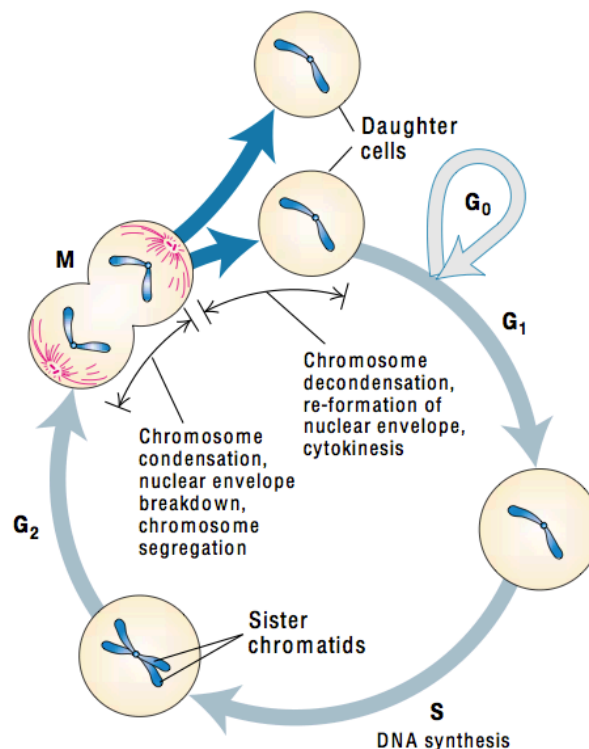 Daughter
cells
G0
M
G1
Chromosome
decondensation,
re-formation of
nuclear envelope,
cytokinesis
Chromosome
condensation,
nuclear envelope
breakdown,
chromosome
segregation
G2
Sister
chromatids
S
DNA synthesis